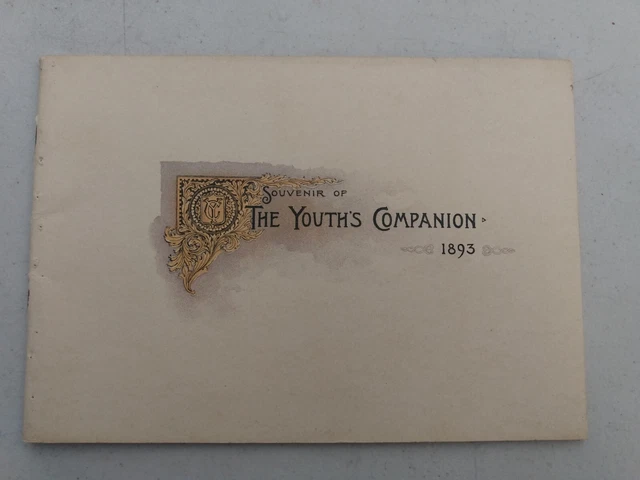 SOUVENIR OF
THE YOUTH'S COMPANION
1893